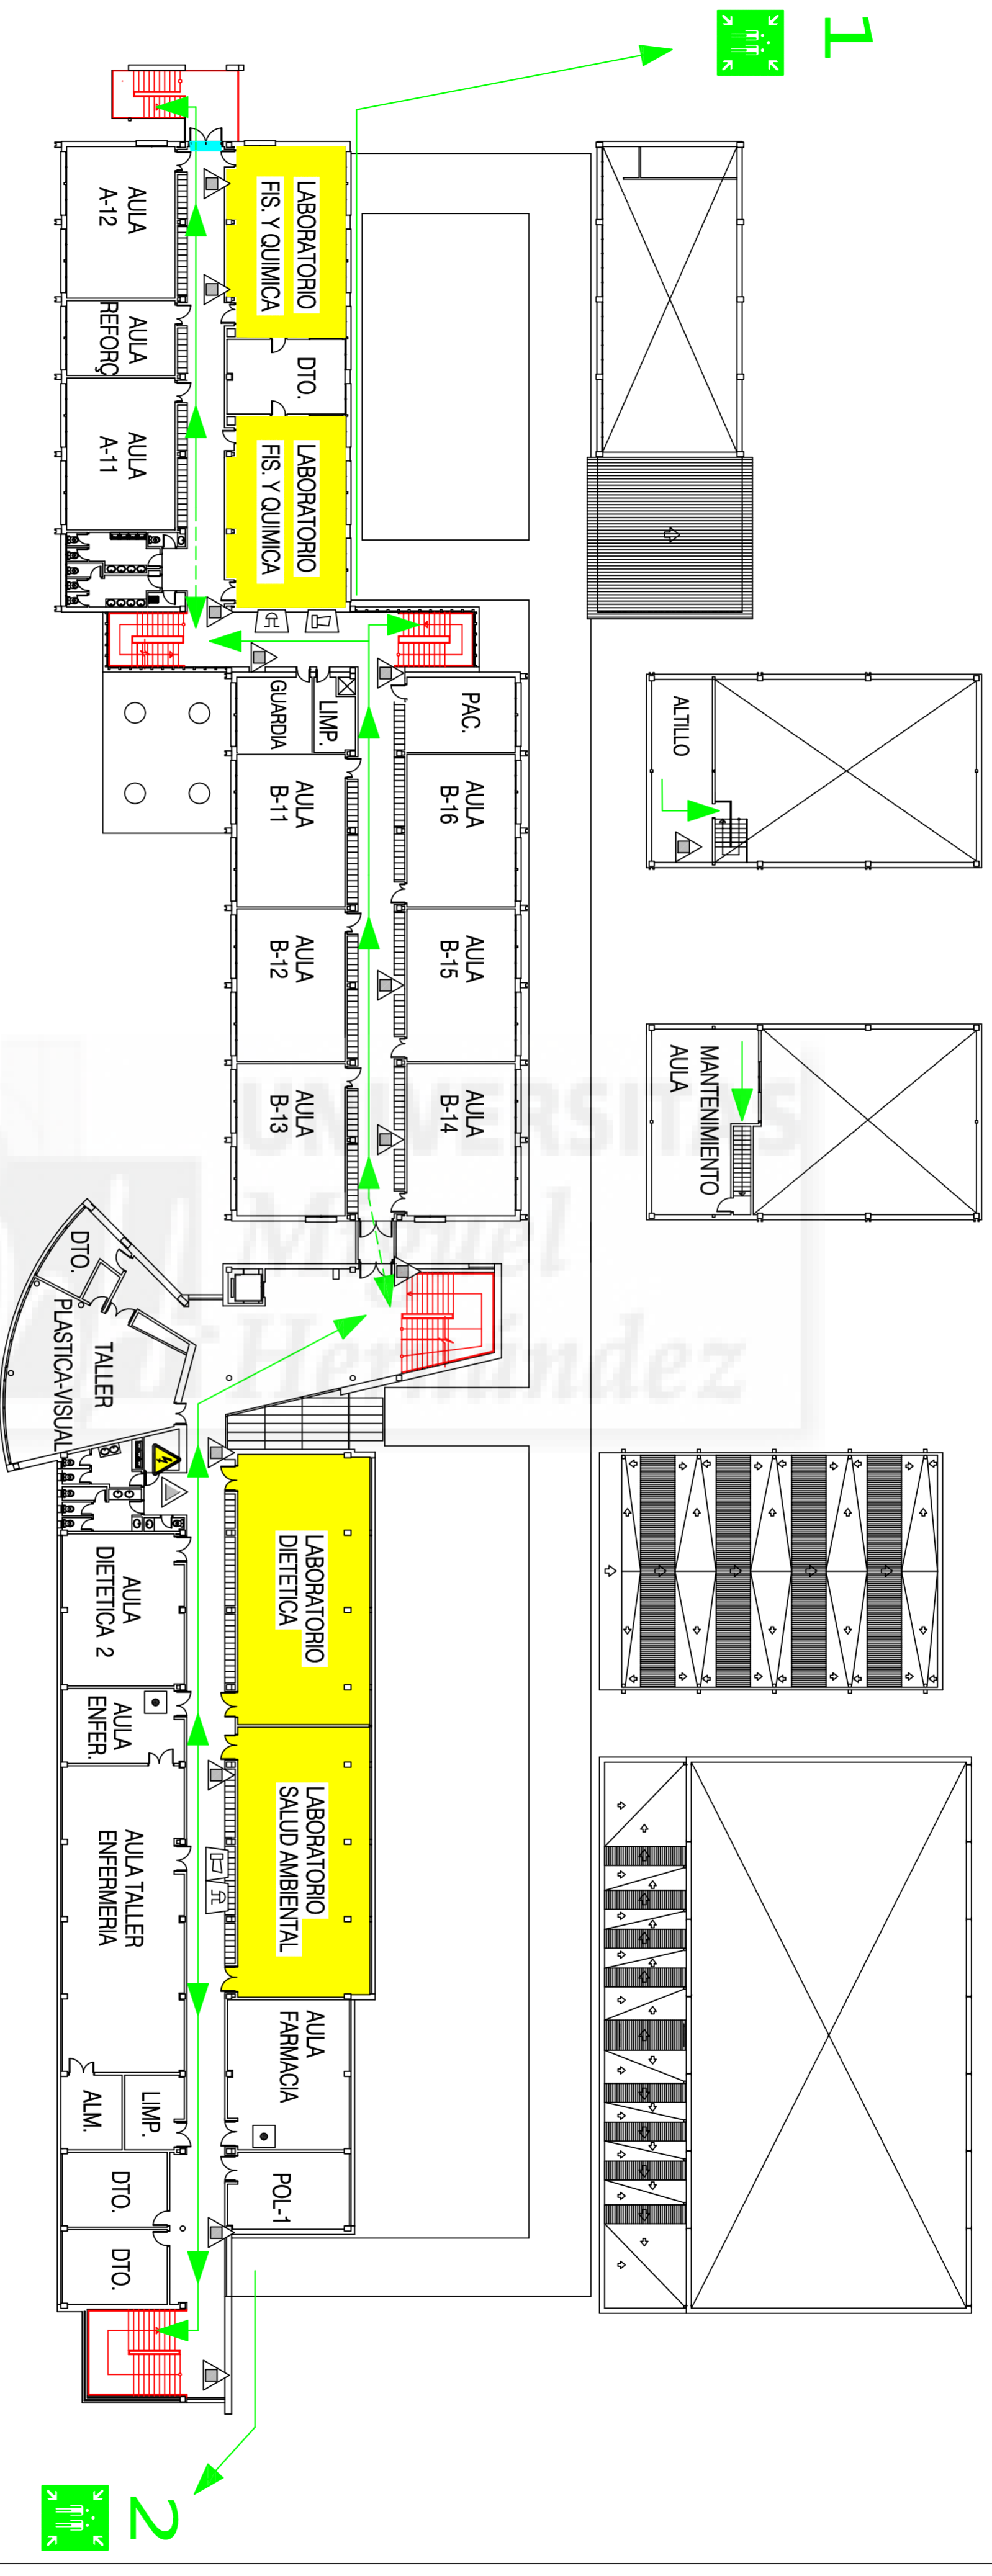 1
LABORATORIO
FIS. Y QUIMICA
AULA
A-12
AULA
REFORÇ
DTO.
AULA
A-11
LABORATORIO
FIS. Y QUIMICA
PAC.
LIMP.
GUARDIA
ALTILLO
AULA
B-16
AULA
B-11
AULA
B-15
AULA
B-12
AULA
B-14
AULA
B-13
MANTENIMIENTO
AULA
UNIVERSITAS
Miguel
Hernández
DTO.
TALLER
PLASTICA-VISUAL
LABORATORIO
DIETETICA
AULA
DIETETICA 2
AULA
ENFER.
LABORATORIO
SALUD AMBIENTAL
AULA TALLER
ENFERMERIA
AULA
FARMACIA
LIMP.
ALM.
POL-1
DTO.
DTO.
2